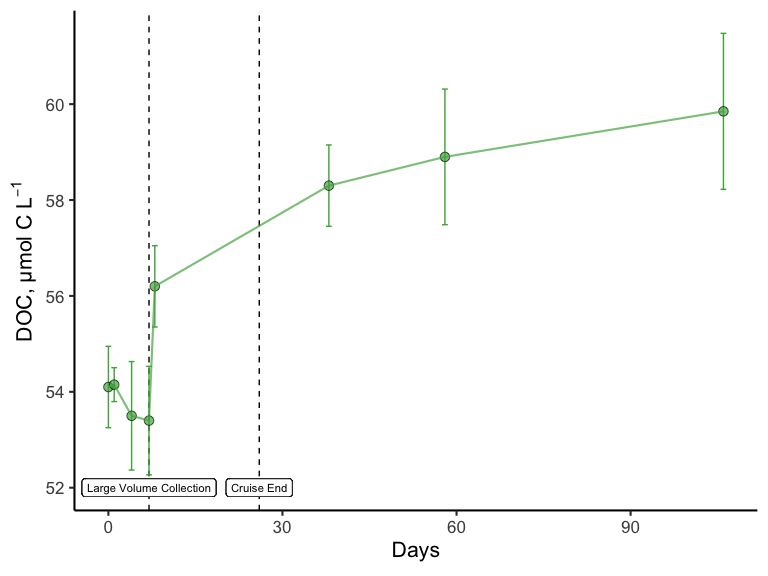 DOC, μmol C L⁻¹
60
58
56
54
52
Large Volume Collection
Cruise End
0 30 60 90
Days